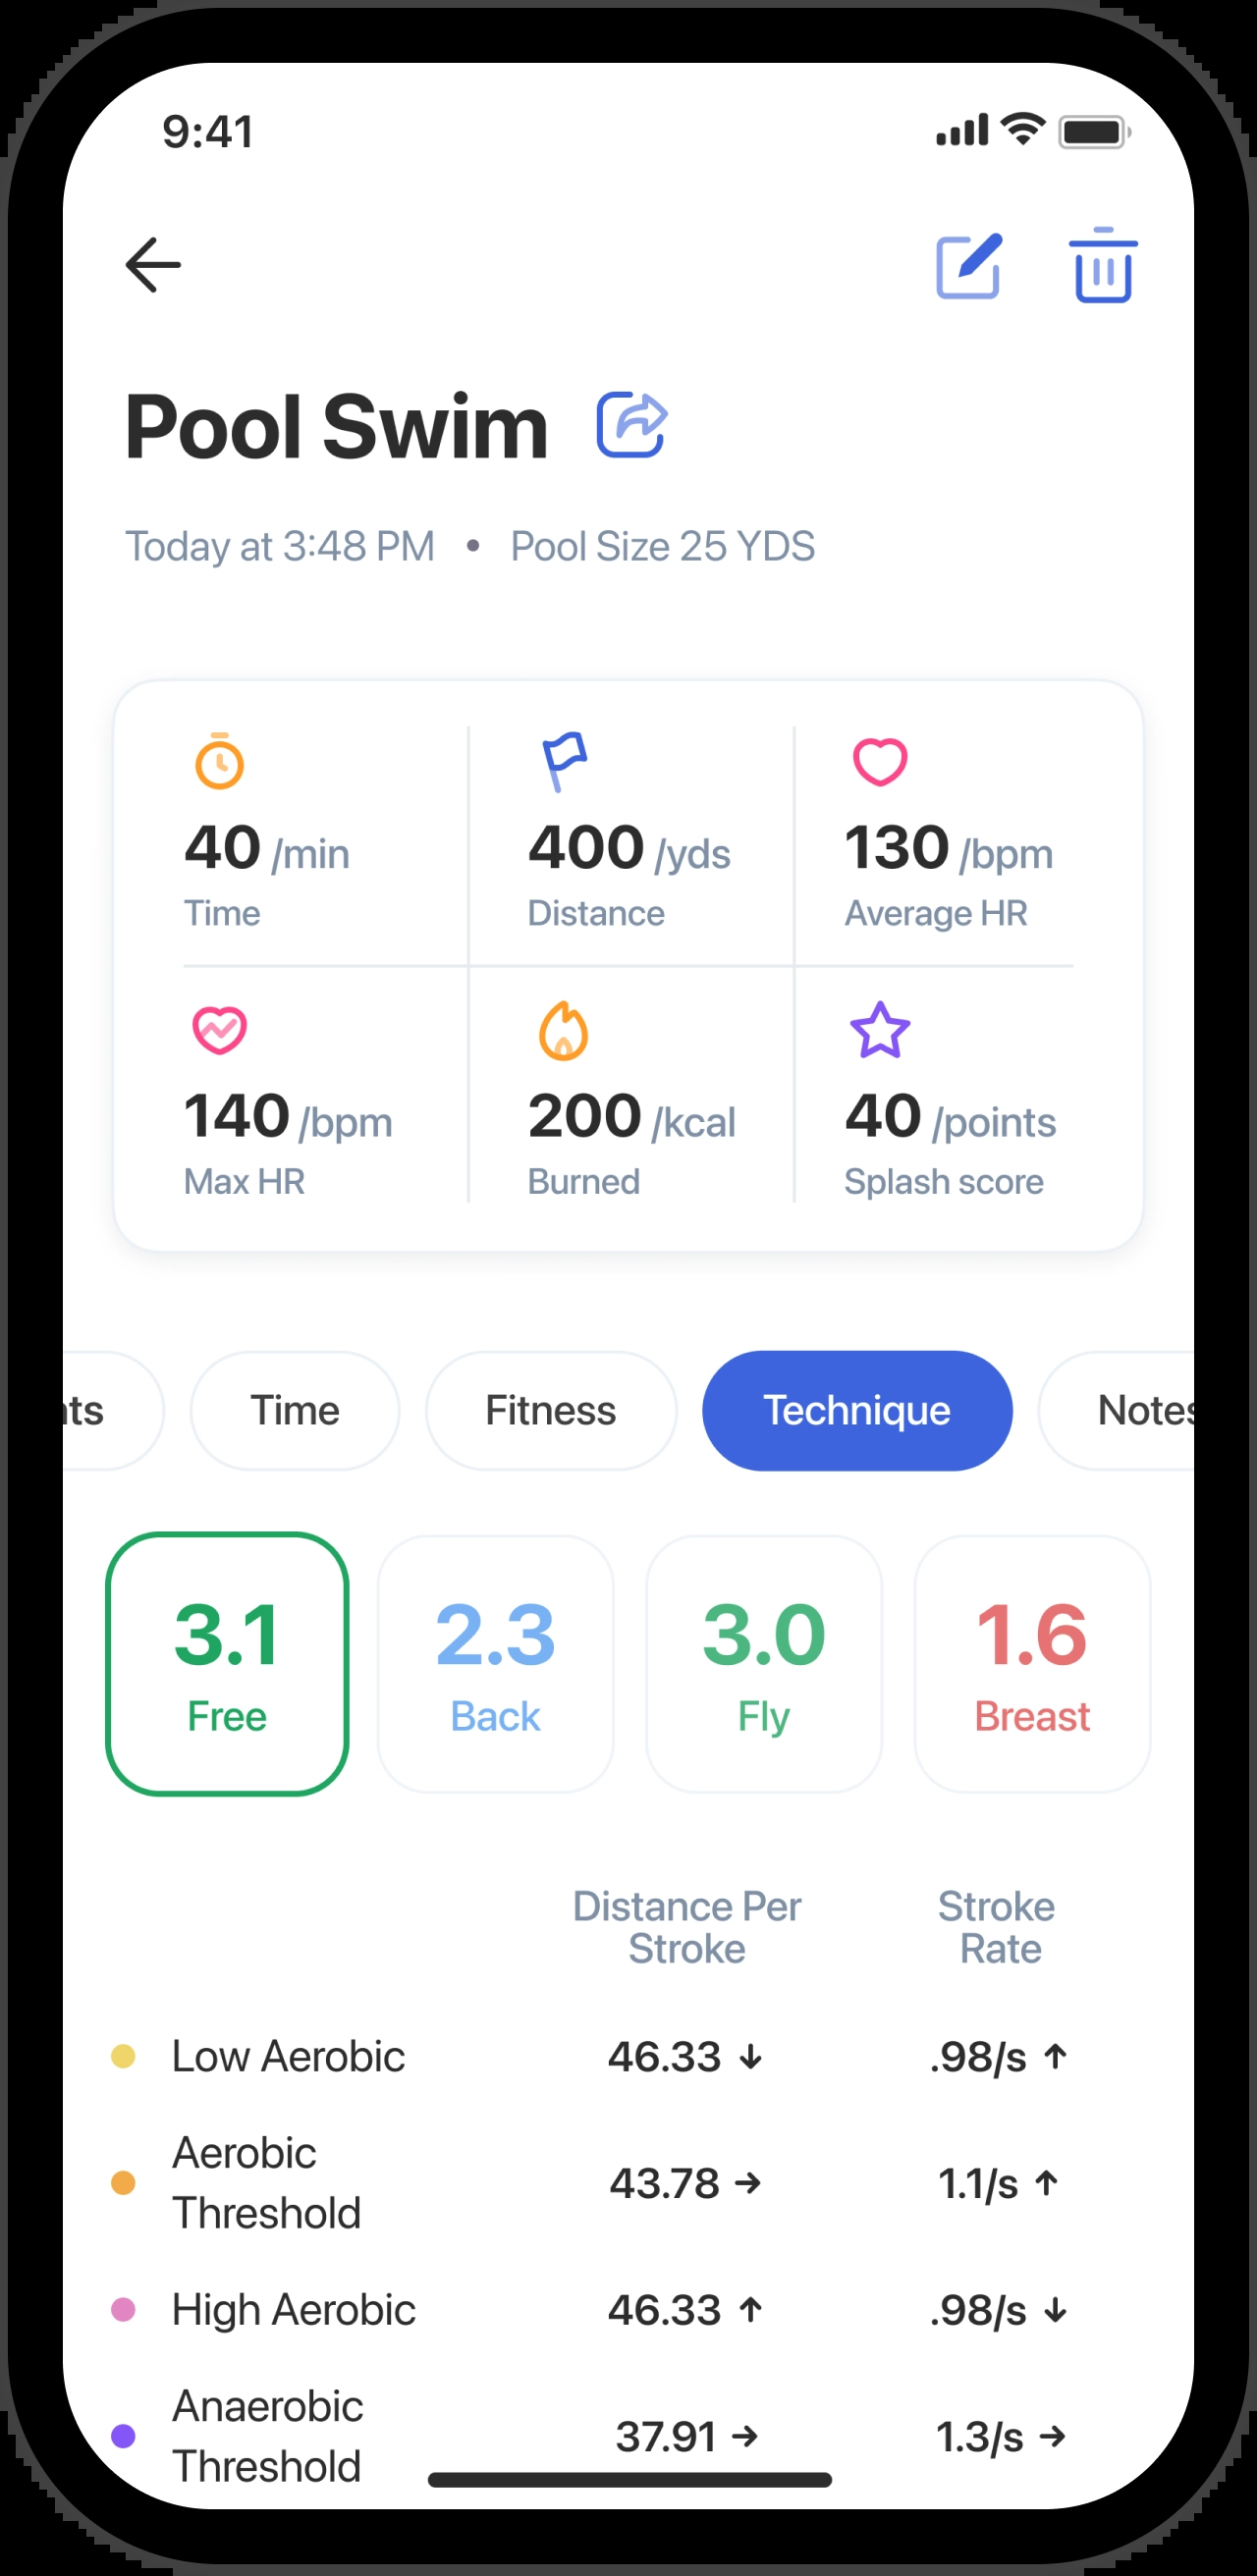 9:41
Pool Swim
Today at 3:48 PM • Pool Size 25 YDS
40 /min
400 /yds
130 /bpm
Time
Distance
Average HR
140 /bpm
200 /kcal
40 /points
Max HR
Burned
Splash score
Time
Fitness
Technique
Notes
3.1
2.3
3.0
1.6
Free
Back
Fly
Breast
Distance Per
Stroke
Stroke
Rate
Low Aerobic 46.33 ↓ .98/s ↑
Aerobic
Threshold
43.78 → 1.1/s ↑
High Aerobic 46.33 ↑ .98/s ↓
Anaerobic
Threshold
37.91 → 1.3/s →